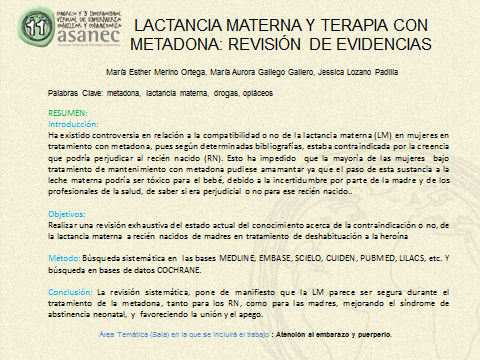 asanec
LACTANCIA MATERNA Y TERAPIA CON
METADONA: REVISIÓN DE EVIDENCIAS
María Esther Merino Ortega, María Aurora Gallego Gallero, Jessica Lozano Padilla
Palabras Clave: metadona, lactancia materna, drogas, opiáceos
RESUMEN:
Introducción:
Ha existido controversia en relación a la compatibilidad o no de la lactancia materna (LM) en mujeres en
tratamiento con metadona, pues según determinadas bibliografías, estaba contraindicada por la creencia
que podría perjudicar al recién nacido (RN). Esto ha impedido que la mayoría de las mujeres bajo
tratamiento de mantenimiento con metadona pudiese amamantar ya que el paso de esta sustancia a la
leche materna podría ser tóxico para el bebé, debido a la incertidumbre por parte de la madre y de los
profesionales de la salud, de saber si era perjudicial o no para ese recién nacido..
Objetivos:
Realizar una revisión exhaustiva del estado actual del conocimiento acerca de la contraindicación o no, de
la lactancia materna a recién nacidos de madres en tratamiento de deshabituación a la heroína
Método: Búsqueda sistemática en las bases MEDLINE, EMBASE, SCIELO, CUIDEN, PUBMED, LILACS, etc. Y
búsqueda en bases de datos COCHRANE.
Conclusión: La revisión sistemática, pone de manifiesto que la LM parece ser segura durante el
tratamiento de la metadona, tanto para los RN, como para las madres, mejorando el síndrome de
abstinencia neonatal, y favoreciendo la unión y el apego.
Área Temática (Sala) en la que se incluirá el trabajo : Atención al embarazo y puerperio.